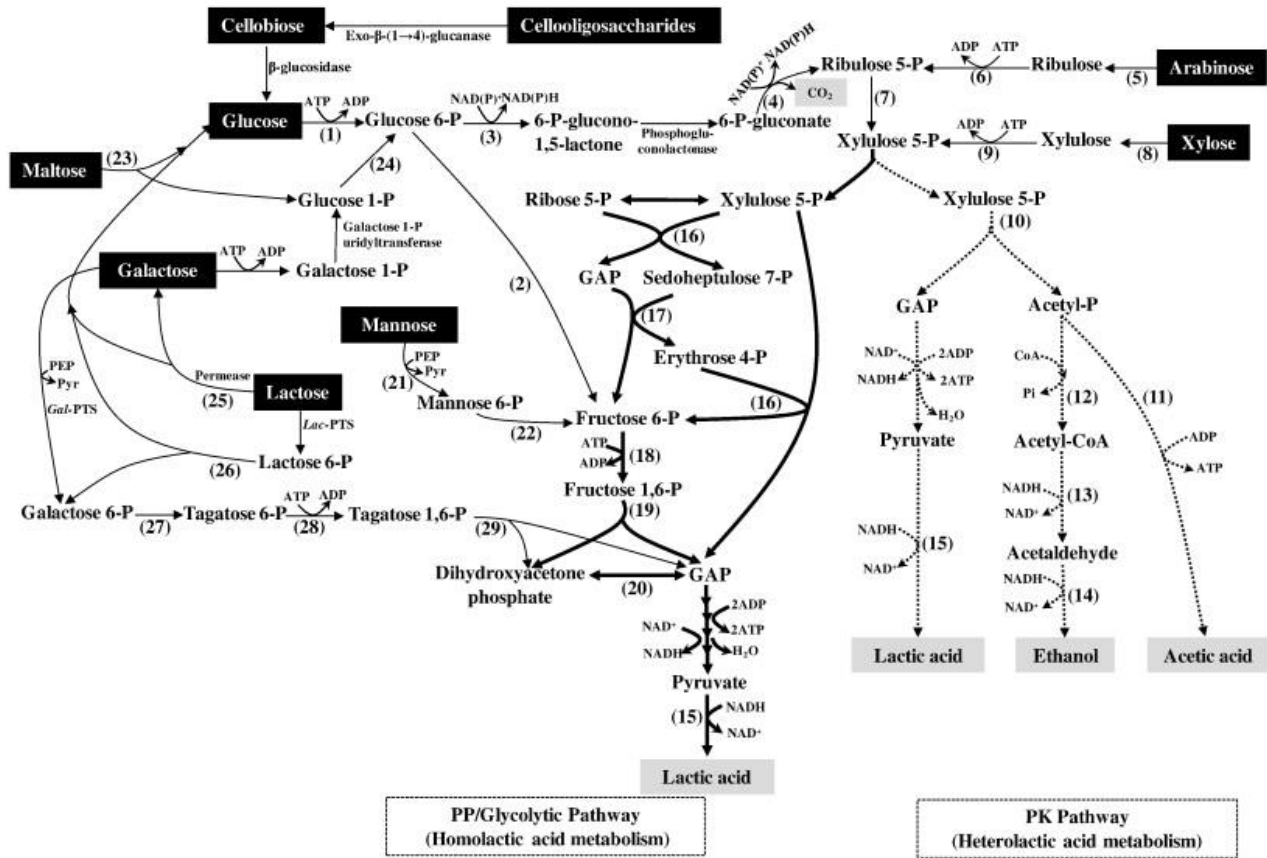 Cellobiose
Exo-β-(1→4)-glucanase
Cellooligosaccharides
β-glucosidase
NAD(P)⁺ NAD(P)H
(4)
CO₂
Ribulose 5-P
ADP ATP
(6)
Ribulose
(5)
Arabinose
(7)
Glucose
ATP ADP
(1)
Glucose 6-P
NAD(P)⁺ NAD(P)H
(3)
6-P-glucono-
1,5-lactone
Phosphoglu-
conolactonase
6-P-gluconate
Xylulose 5-P
ADP ATP
(9)
Xylulose
(8)
Xylose
Maltose
(23)
(24)
Glucose 1-P
Galactose 1-P
uridyltransferase
Ribose 5-P
Xylulose 5-P
(16)
Xylulose 5-P
(10)
Galactose
ATP ADP
Galactose 1-P
(2)
GAP
Sedoheptulose 7-P
(17)
GAP
Acetyl-P
Mannose
PEP
Pyr
(21)
Mannose 6-P
(22)
Erythrose 4-P
(16)
Fructose 6-P
NAD⁺
NADH
2ADP
2ATP
H₂O
CoA
Pi
(12)
(11)
PEP
Pyr
Gal-PTS
Permease
(25)
Lactose
Lac-PTS
(26)
Lactose 6-P
ATP
ADP
(18)
Fructose 1,6-P
(19)
Pyruvate
Acetyl-CoA
ADP
ATP
Galactose 6-P
(27)
Tagatose 6-P
ATP ADP
(28)
Tagatose 1,6-P
(29)
NADH
NAD⁺
(13)
NADH
NAD⁺
(15)
Acetaldehyde
NADH
NAD⁺
(14)
Dihydroxyacetone
phosphate
(20)
GAP
2ADP
2ATP
H₂O
NAD⁺
NADH
Lactic acid
Ethanol
Acetic acid
Pyruvate
(15)
NADH
NAD⁺
Lactic acid
PP/Glycolytic Pathway
(Homolactic acid metabolism)
PK Pathway
(Heterolactic acid metabolism)